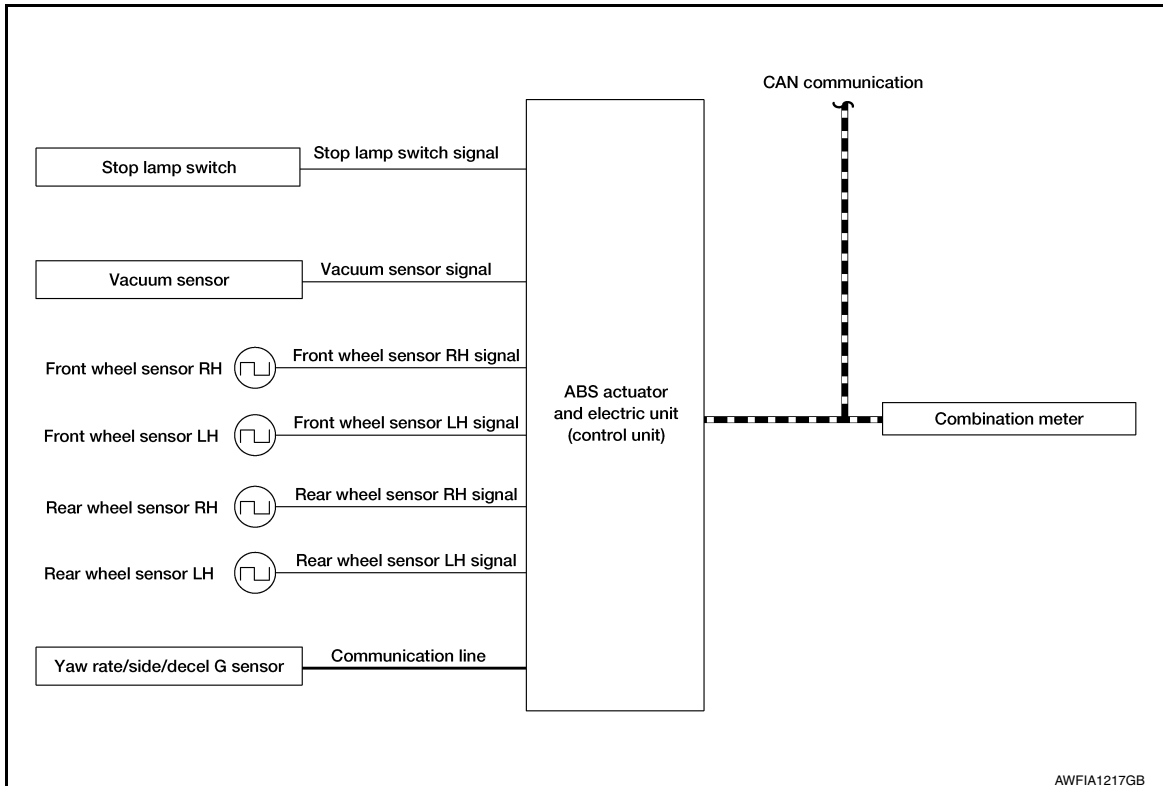 CAN communication
Stop lamp switch
Stop lamp switch signal
Vacuum sensor
Vacuum sensor signal
Front wheel sensor RH
Front wheel sensor RH signal
Front wheel sensor LH
Front wheel sensor LH signal
Rear wheel sensor RH
Rear wheel sensor RH signal
Rear wheel sensor LH
Rear wheel sensor LH signal
Yaw rate/side/decel G sensor
Communication line
ABS actuator
and electric unit
(control unit)
Combination meter
AWFIA1217GB